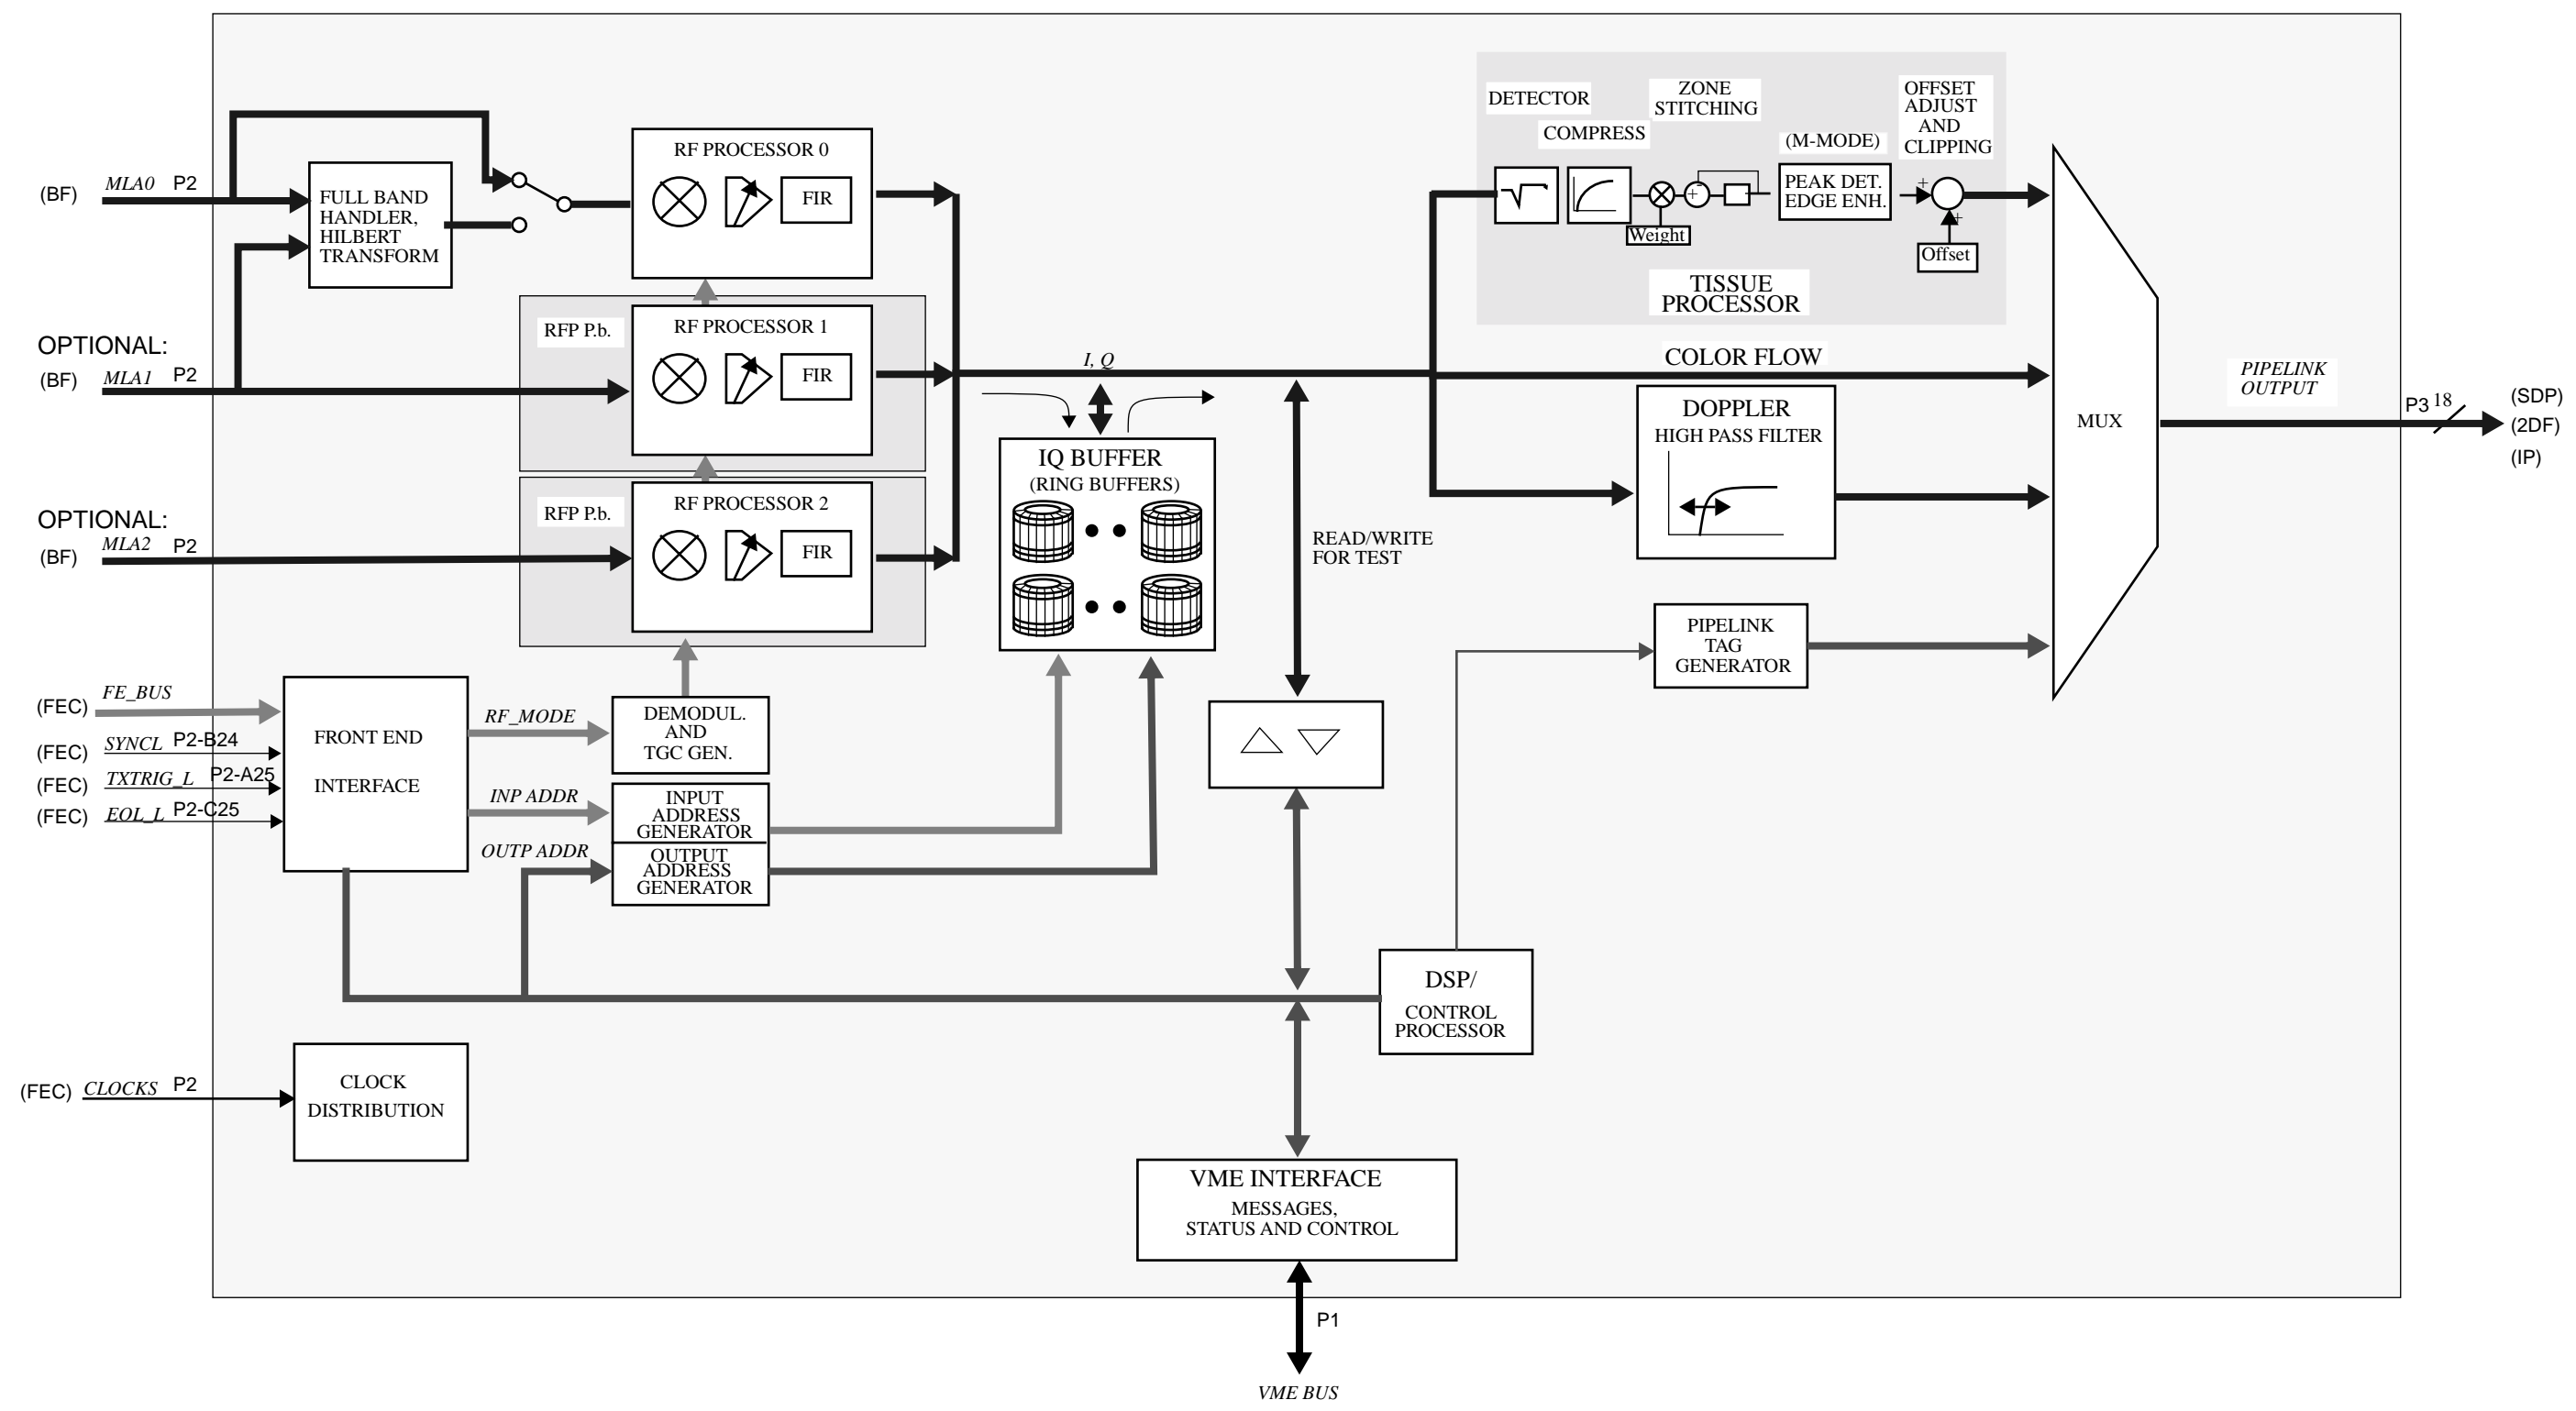 DETECTOR
COMPRESS
ZONE
STITCHING
(M-MODE)
OFFSET
ADJUST
AND
CLIPPING
PEAK DET.
EDGE ENH.
+
-
+
+
Weight
Offset
TISSUE
PROCESSOR
(BF) MLA0 P2
FULL BAND
HANDLER,
HILBERT
TRANSFORM
RF PROCESSOR 0
FIR
OPTIONAL:
(BF) MLA1 P2
RFP P.b.
RF PROCESSOR 1
FIR
OPTIONAL:
(BF) MLA2 P2
RFP P.b.
RF PROCESSOR 2
FIR
I, Q
IQ BUFFER
(RING BUFFERS)
READ/WRITE
FOR TEST
COLOR FLOW
DOPPLER
HIGH PASS FILTER
MUX
PIPELINK
OUTPUT
P3 18
(SDP)
(2DF)
(IP)
PIPELINK
TAG
GENERATOR
(FEC) FE_BUS
(FEC) SYNCL P2-B24
(FEC) TXTRIG_L P2-A25
(FEC) EOL_L P2-C25
FRONT END
INTERFACE
RF_MODE
INP ADDR
OUTP ADDR
DEMODUL.
AND
TGC GEN.
INPUT
ADDRESS
GENERATOR
OUTPUT
ADDRESS
GENERATOR
DSP/
CONTROL
PROCESSOR
(FEC) CLOCKS P2
CLOCK
DISTRIBUTION
VME INTERFACE
MESSAGES,
STATUS AND CONTROL
P1
VME BUS